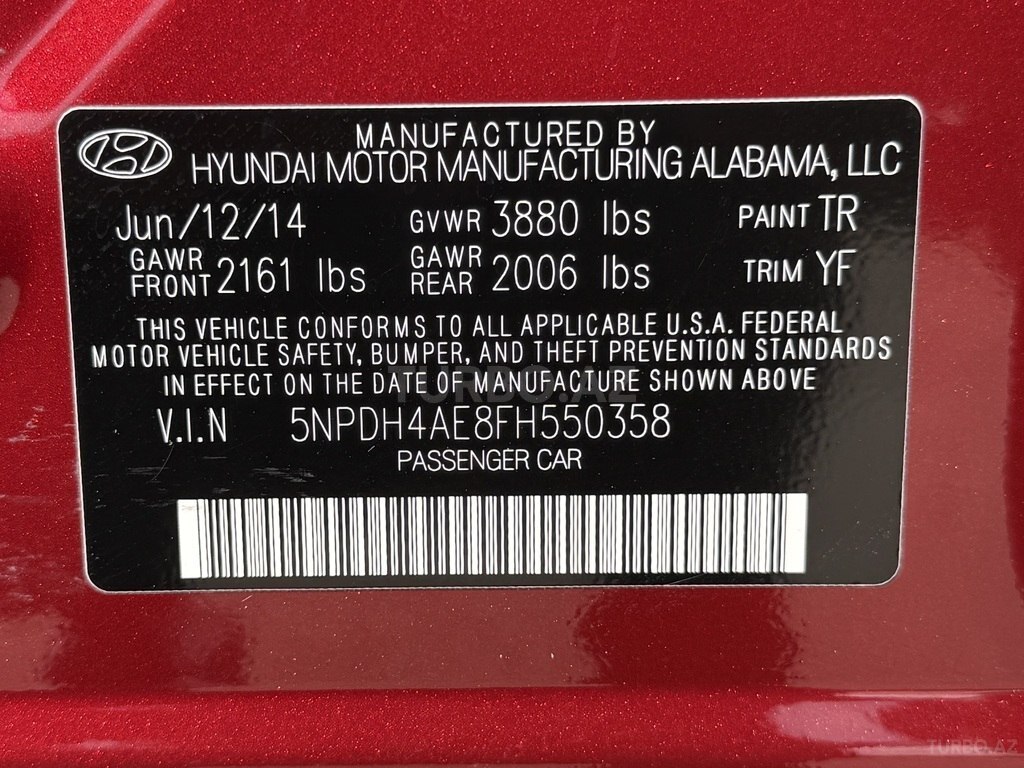 MANUFACTURED BY
HYUNDAI MOTOR MANUFACTURING ALABAMA, LLC
Jun/12/14 GVWR 3880 lbs PAINT TR
GAWR FRONT 2161 lbs GAWR REAR 2006 lbs TRIM YF
THIS VEHICLE CONFORMS TO ALL APPLICABLE U.S.A. FEDERAL
MOTOR VEHICLE SAFETY, BUMPER, AND THEFT PREVENTION STANDARDS
IN EFFECT ON THE DATE OF MANUFACTURE SHOWN ABOVE
TURBO.AZ
V.I.N 5NPDH4AE8FH550358
PASSENGER CAR
TURBO.AZ